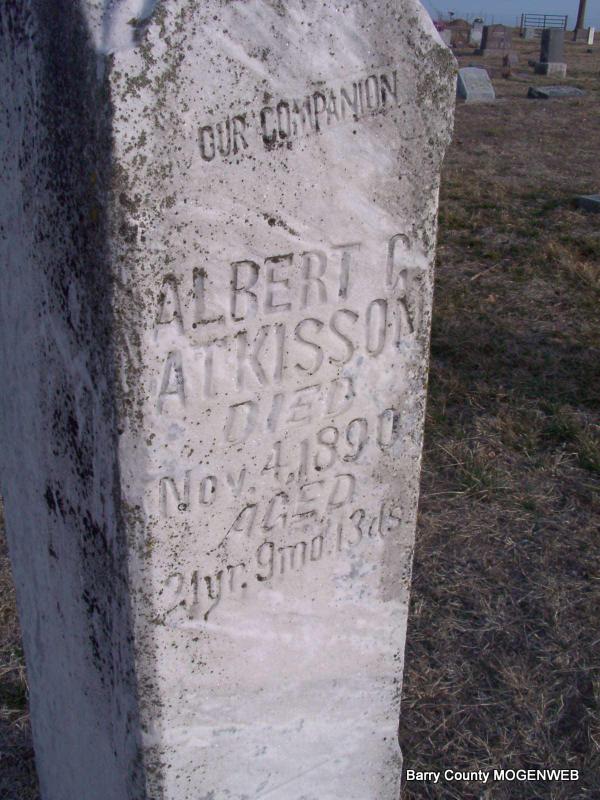 OUR COMPANION
ALBERT G
ATKISSON
DIED
Nov. 4, 1890
AGED
21yr. 9mo. 13ds.
Barry County MOGENWEB